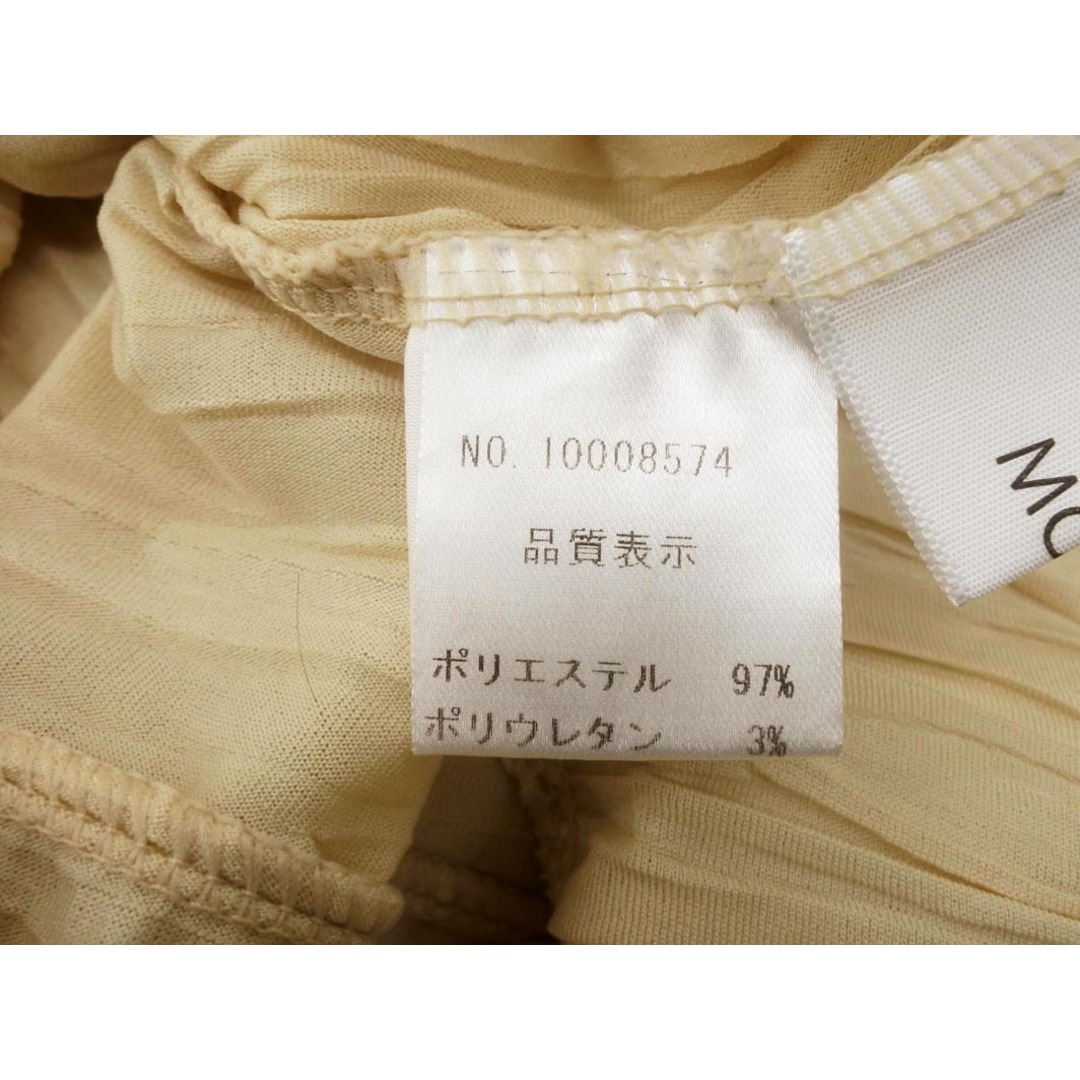 NO. 10008574
品質表示
ポリエステル 97%
ポリウレタン 3%